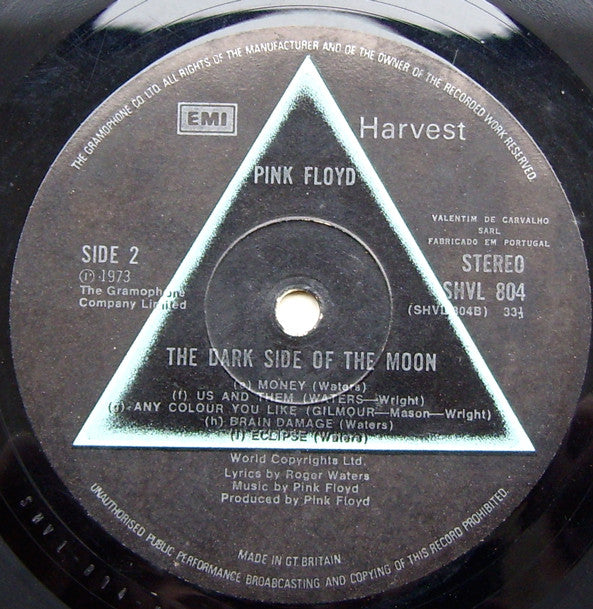 THE GRAMOPHONE CO LTD. ALL RIGHTS OF THE MANUFACTURER AND OF THE OWNER OF THE RECORDED WORK RESERVED.
EMI
Harvest
PINK FLOYD
VALENTIM DE CARVALHO
SARL
FABRICADO EM PORTUGAL
SIDE 2
℗ 1973
The Gramophone
Company Limited
STEREO
SHVL 804
(SHVL 804B) 33⅓
THE DARK SIDE OF THE MOON
(e) MONEY (Waters)
(f) US AND THEM (WATERS—Wright)
(g) ANY COLOUR YOU LIKE (GILMOUR—Mason—Wright)
(h) BRAIN DAMAGE (Waters)
(i) ECLIPSE (Waters)
World Copyrights Ltd.
Lyrics by Roger Waters
Music by Pink Floyd
Produced by Pink Floyd
MADE IN GT. BRITAIN
UNAUTHORISED PUBLIC PERFORMANCE BROADCASTING AND COPYING OF THIS RECORD PROHIBITED.